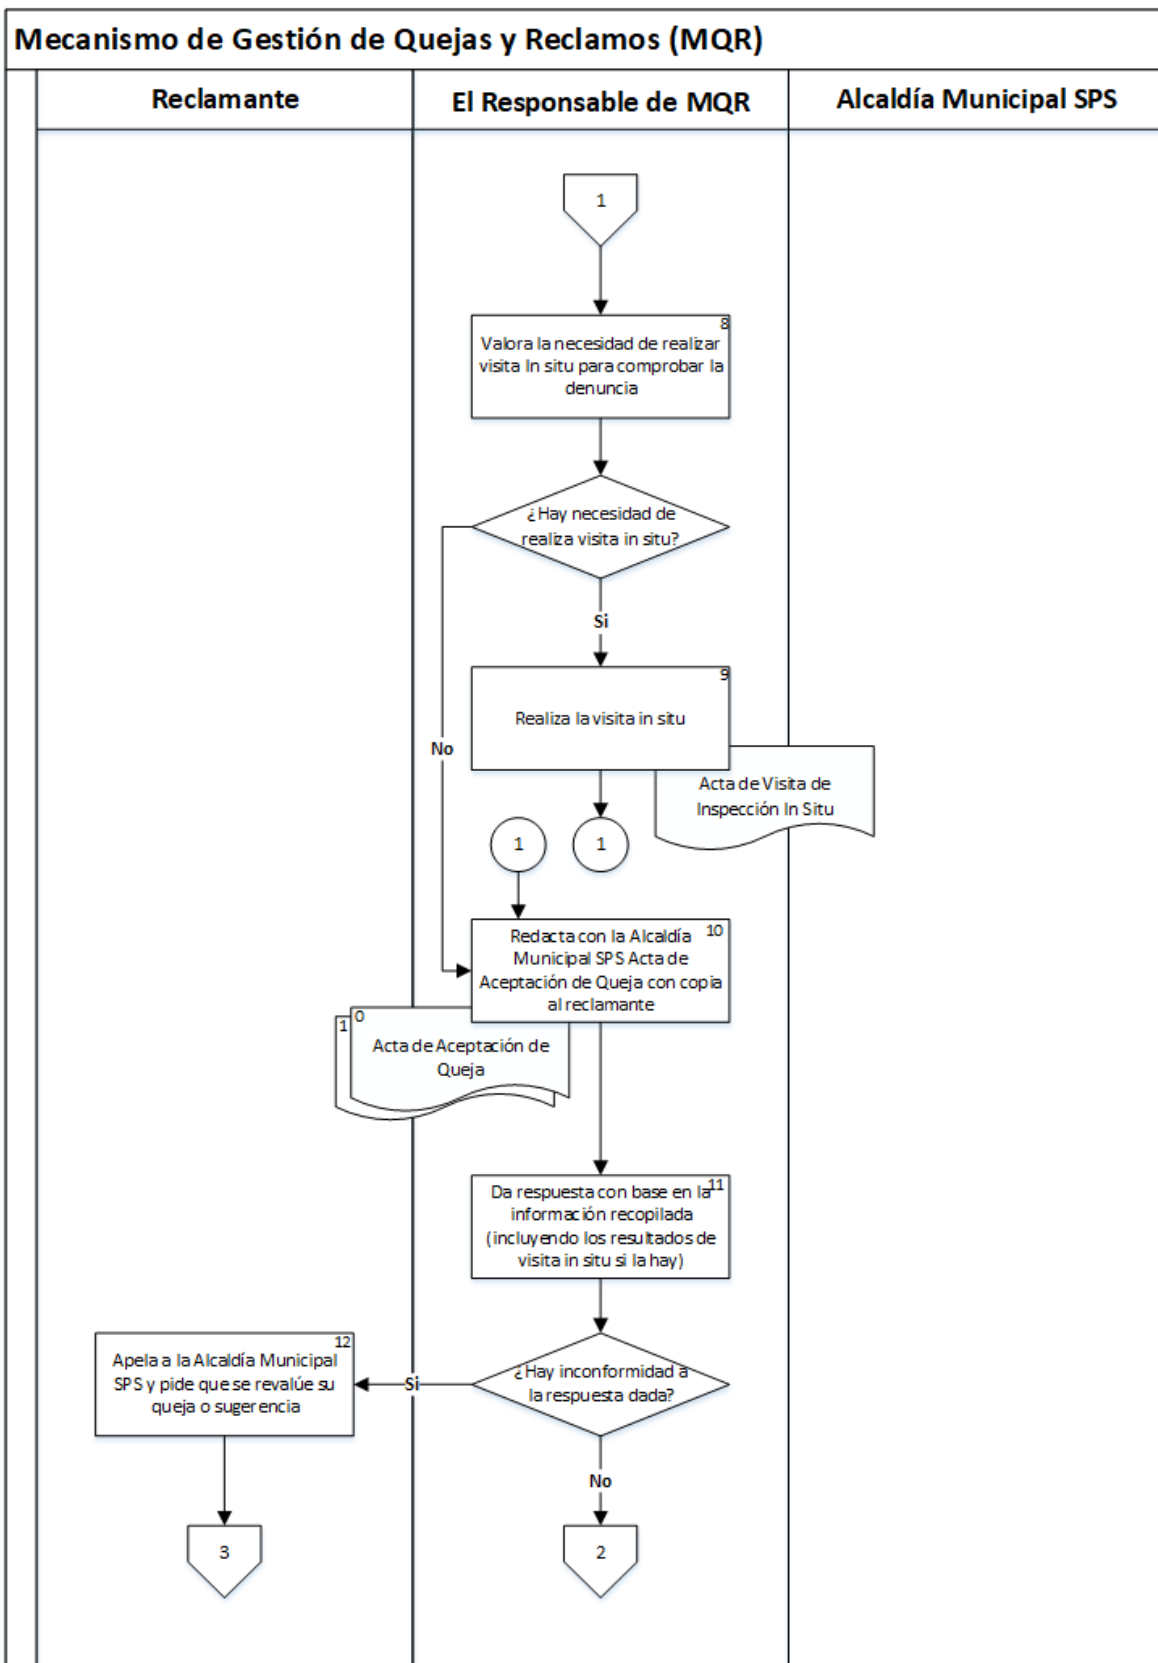 Mecanismo de Gestión de Quejas y Reclamos (MQR)
Reclamante
El Responsable de MQR
Alcaldía Municipal SPS
1
8
Valora la necesidad de realizar
visita In situ para comprobar la
denuncia
¿Hay necesidad de
realiza visita in situ?
Si
9
Realiza la visita in situ
No
Acta de Visita de
Inspección In Situ
1
1
10
Redacta con la Alcaldía
Municipal SPS Acta de
Aceptación de Queja con copia
al reclamante
1
0
Acta de Aceptación de
Queja
11
Da respuesta con base en la
información recopilada
(incluyendo los resultados de
visita in situ si la hay)
12
Apela a la Alcaldía Municipal
SPS y pide que se revalúe su
queja o sugerencia
Si
¿Hay inconformidad a
la respuesta dada?
No
3
2